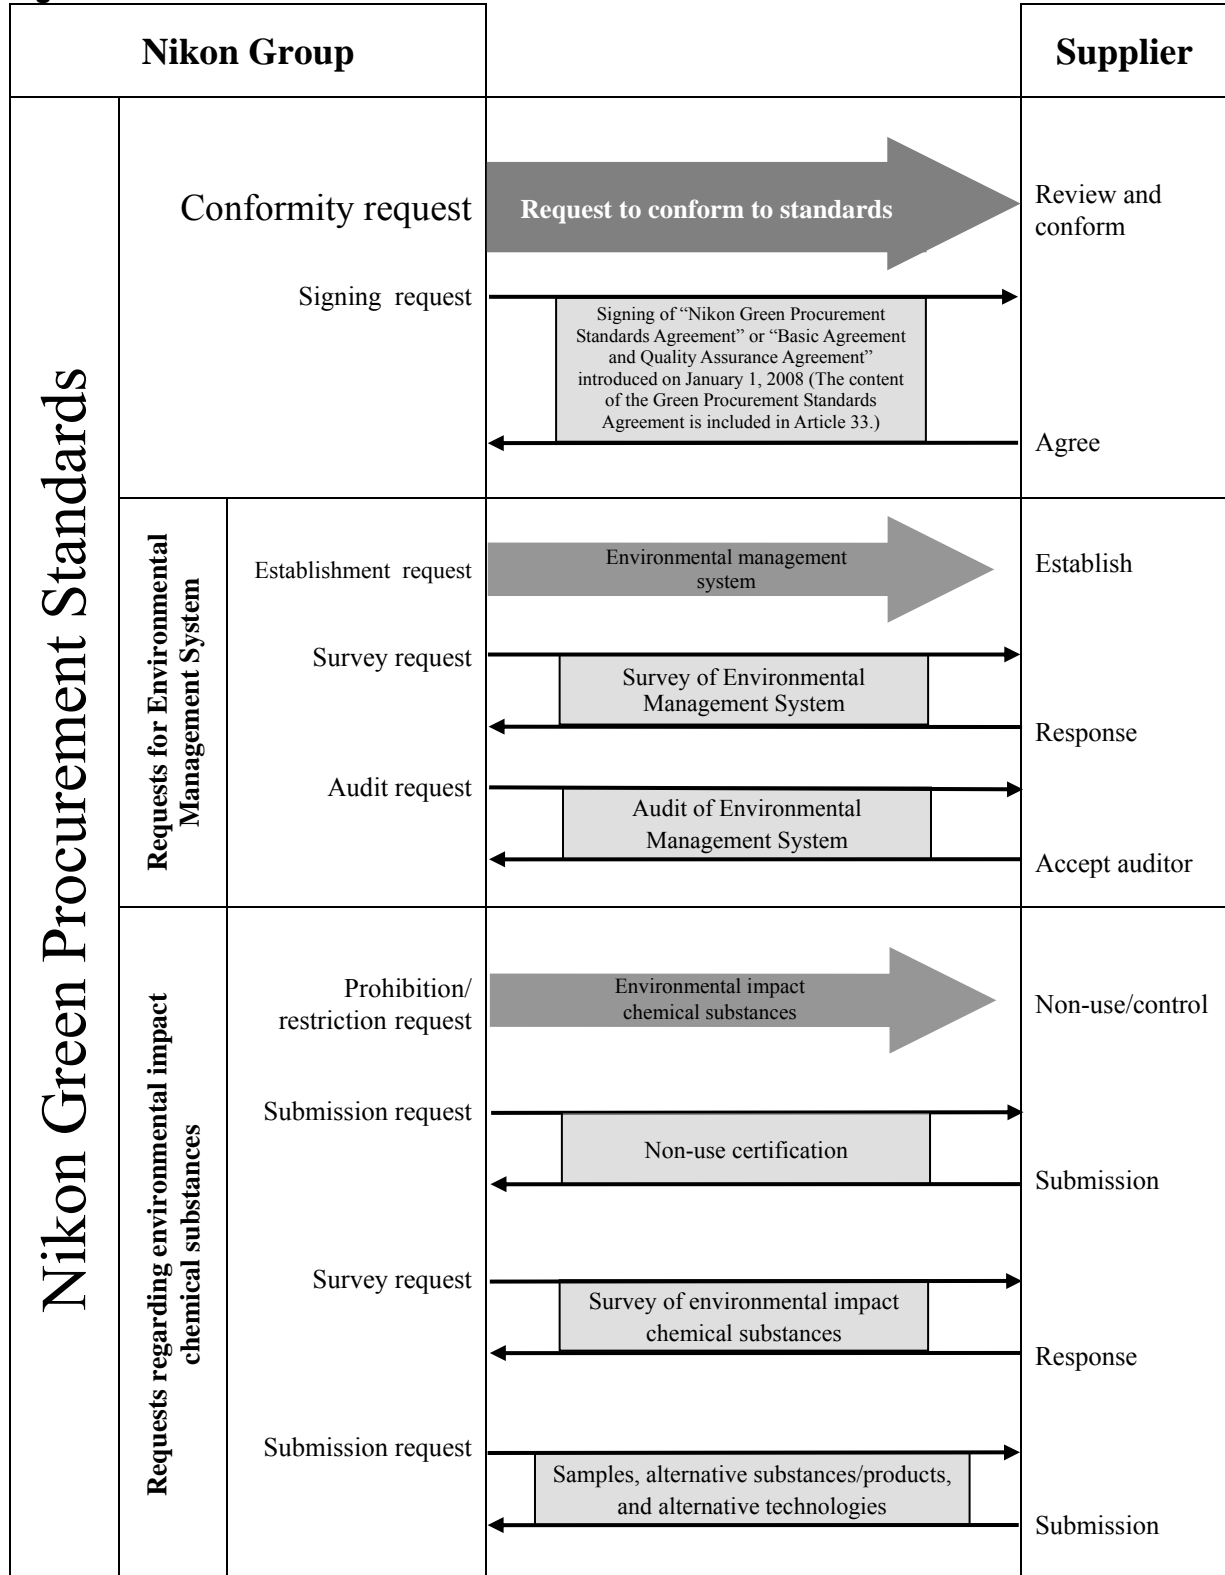 Nikon Group
Supplier
Nikon Green Procurement Standards
Conformity request
Request to conform to standards
Review and
conform
Signing request
Signing of “Nikon Green Procurement
Standards Agreement” or “Basic Agreement
and Quality Assurance Agreement”
introduced on January 1, 2008 (The content
of the Green Procurement Standards
Agreement is included in Article 33.)
Agree
Requests for Environmental
Management System
Establishment request
Environmental management
system
Establish
Survey request
Survey of Environmental
Management System
Response
Audit request
Audit of Environmental
Management System
Accept auditor
Requests regarding environmental impact
chemical substances
Prohibition/
restriction request
Environmental impact
chemical substances
Non-use/control
Submission request
Non-use certification
Submission
Survey request
Survey of environmental impact
chemical substances
Response
Submission request
Samples, alternative substances/products,
and alternative technologies
Submission